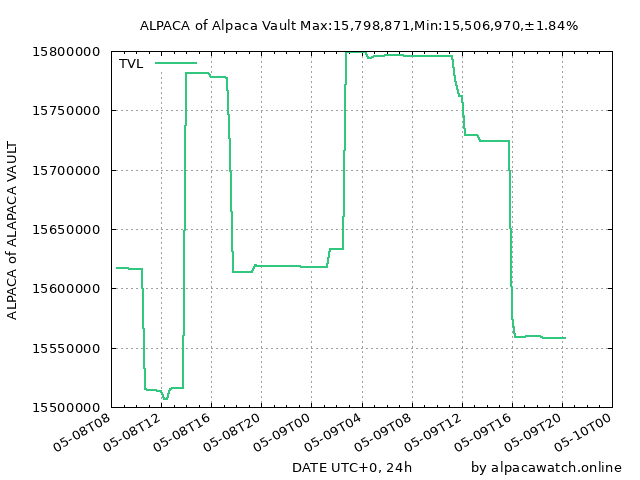 ALPACA of Alpaca Vault Max:15,798,871,Min:15,506,970,±1.84%
TVL
ALPACA of ALAPACA VAULT
15800000
15750000
15700000
15650000
15600000
15550000
15500000
05-08T08
05-08T12
05-08T16
05-08T20
05-09T00
05-09T04
05-09T08
05-09T12
05-09T16
05-09T20
05-10T00
DATE UTC+0, 24h
by alpacawatch.online